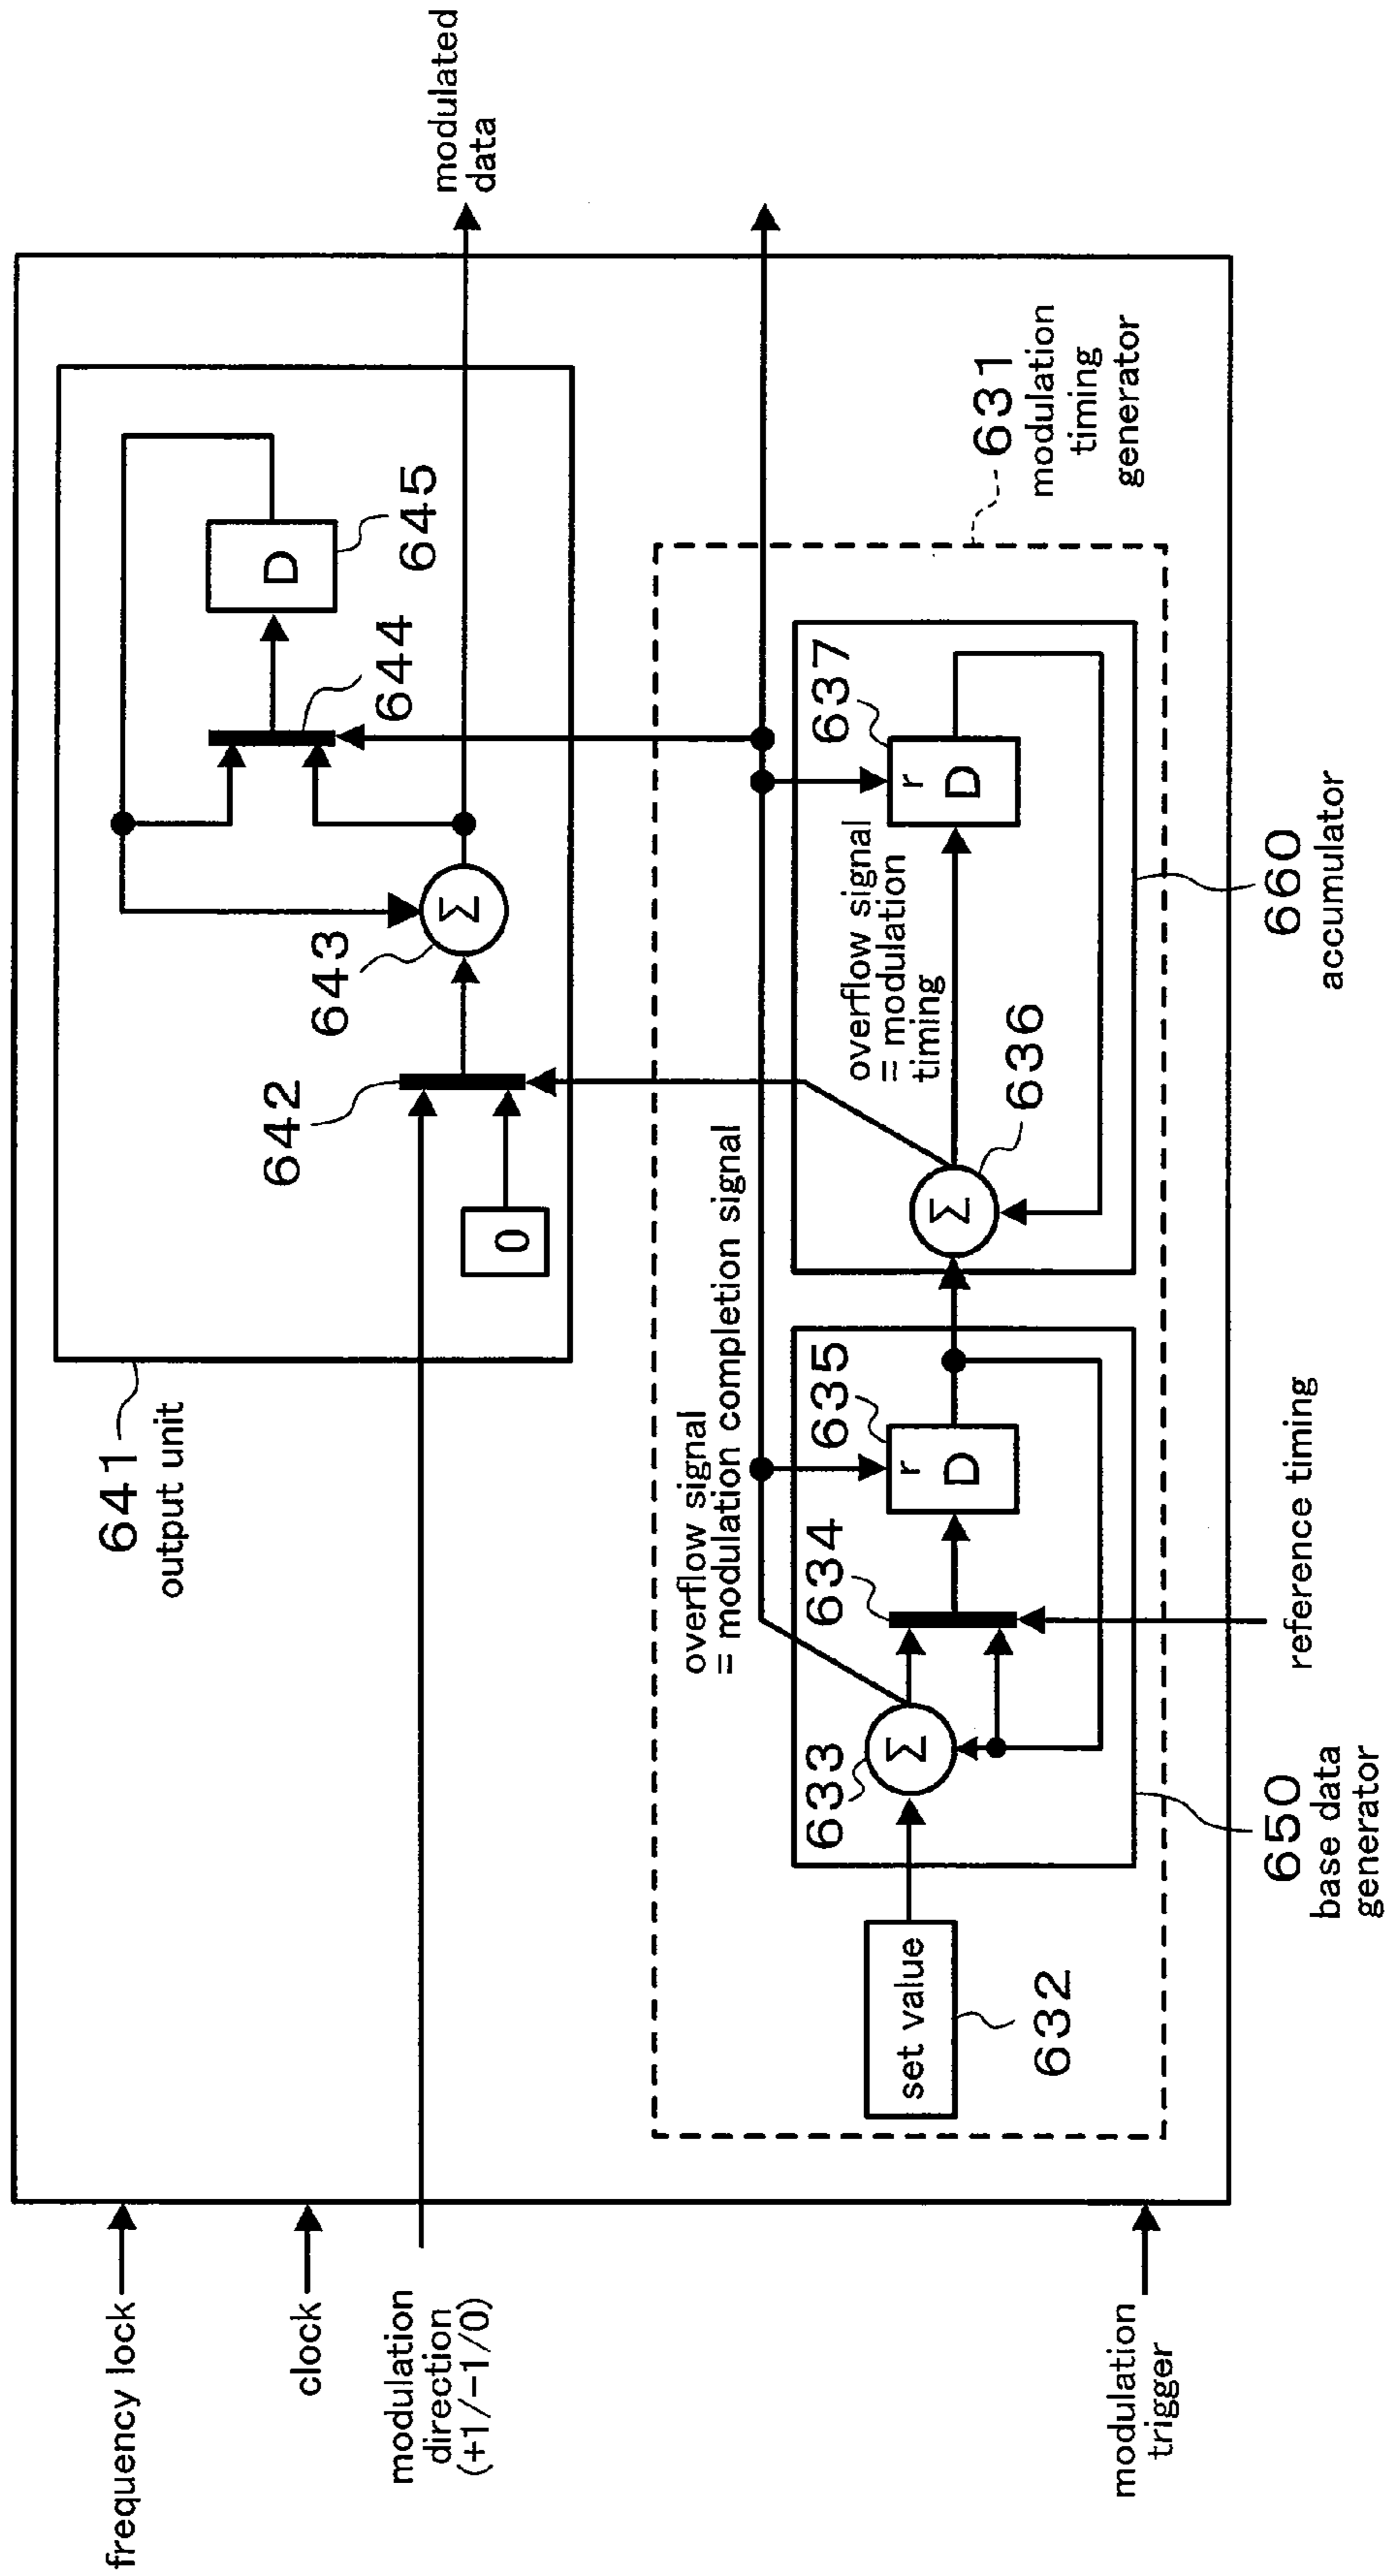 frequency lock
clock
modulation
direction
(+1/-1/0)
modulation
trigger
641
output unit
642
0
643
Σ
644
D
645
modulated
data
overflow signal
= modulation completion signal
set value
632
633
Σ
634
r
D
635
650
base data
generator
reference timing
Σ
636
overflow signal
= modulation
timing
r
D
637
660
accumulator
631
modulation
timing
generator